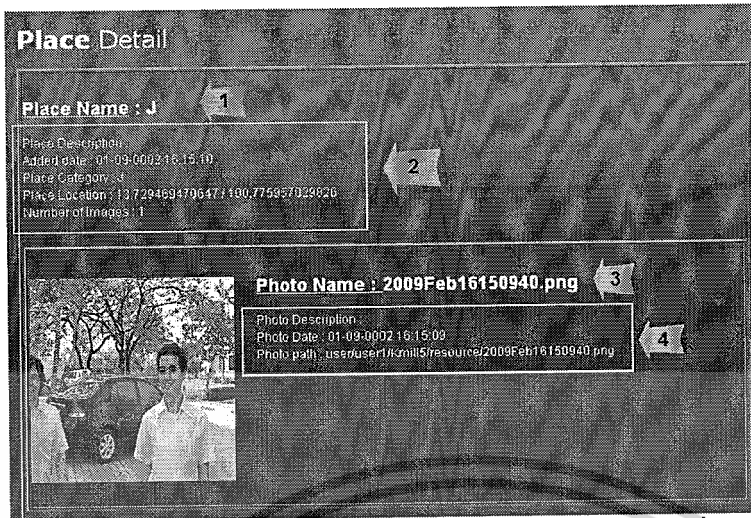 Place Detail
Place Name : J
1
Place Description :
Added date : 01-09-0002 16:15:10
Place Category : J
Place Location : 13.729469470647 / 100.775957029826
Number of Images : 1
2
Photo Name : 2009Feb16150940.png
3
Photo Description :
Photo Date : 01-09-0002 16:15:09
Photo path : user/user1/kmill5/resource/2009Feb16150940.png
4